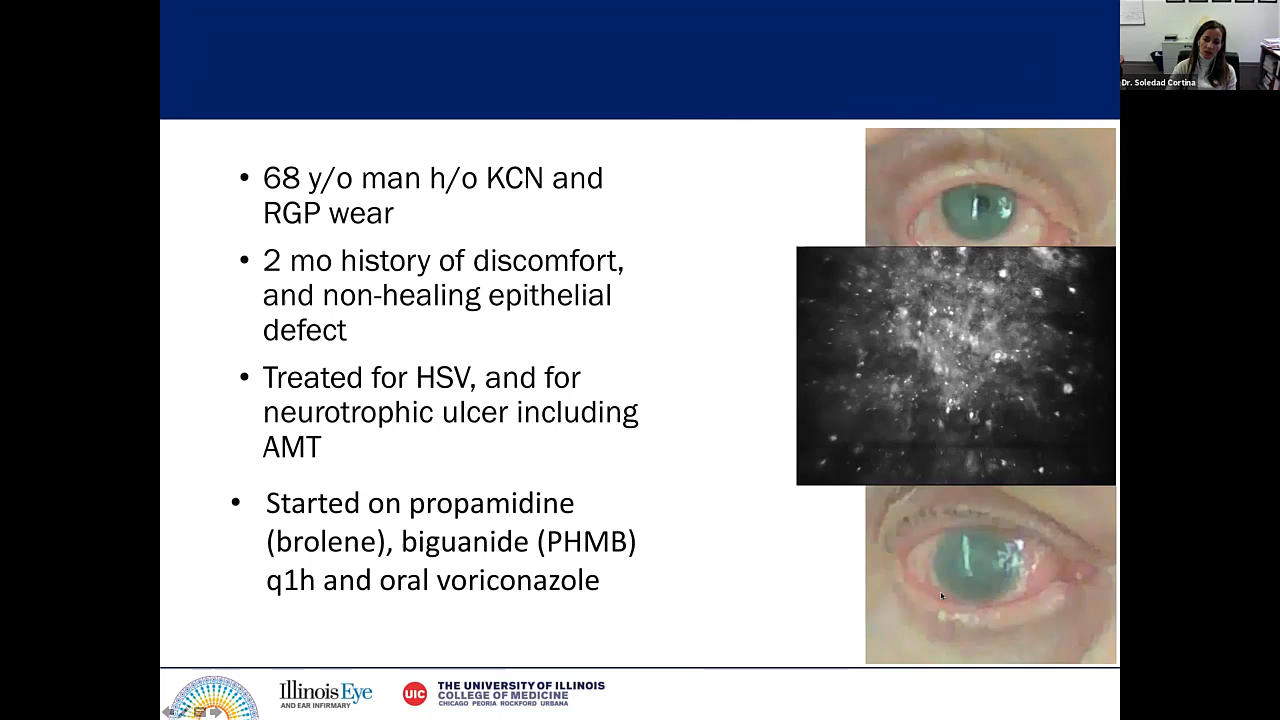 Dr. Soledad Cortina
• 68 y/o man h/o KCN and
RGP wear
• 2 mo history of discomfort,
and non-healing epithelial
defect
• Treated for HSV, and for
neurotrophic ulcer including
AMT
• Started on propamidine
(brolene), biguanide (PHMB)
q1h and oral voriconazole
Illinois Eye
AND EAR INFIRMARY
UIC
THE UNIVERSITY OF ILLINOIS
COLLEGE OF MEDICINE
CHICAGO PEORIA ROCKFORD URBANA